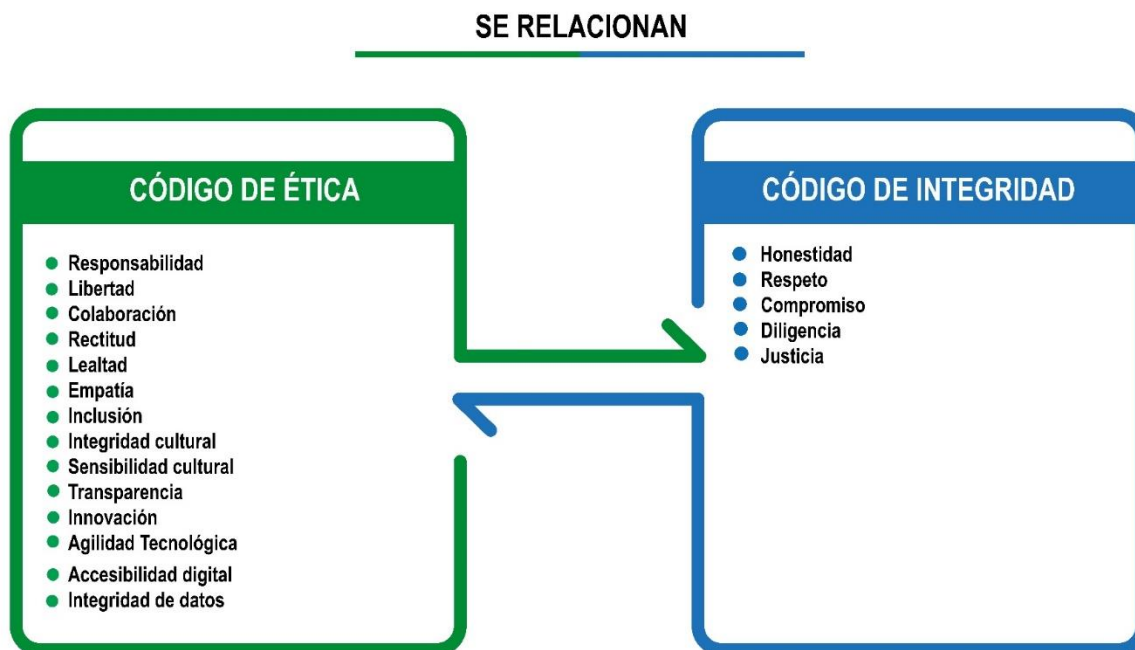 SE RELACIONAN
CÓDIGO DE ÉTICA
Responsabilidad
Libertad
Colaboración
Rectitud
Lealtad
Empatía
Inclusión
Integridad cultural
Sensibilidad cultural
Transparencia
Innovación
Agilidad Tecnológica
Accesibilidad digital
Integridad de datos
CÓDIGO DE INTEGRIDAD
Honestidad
Respeto
Compromiso
Diligencia
Justicia